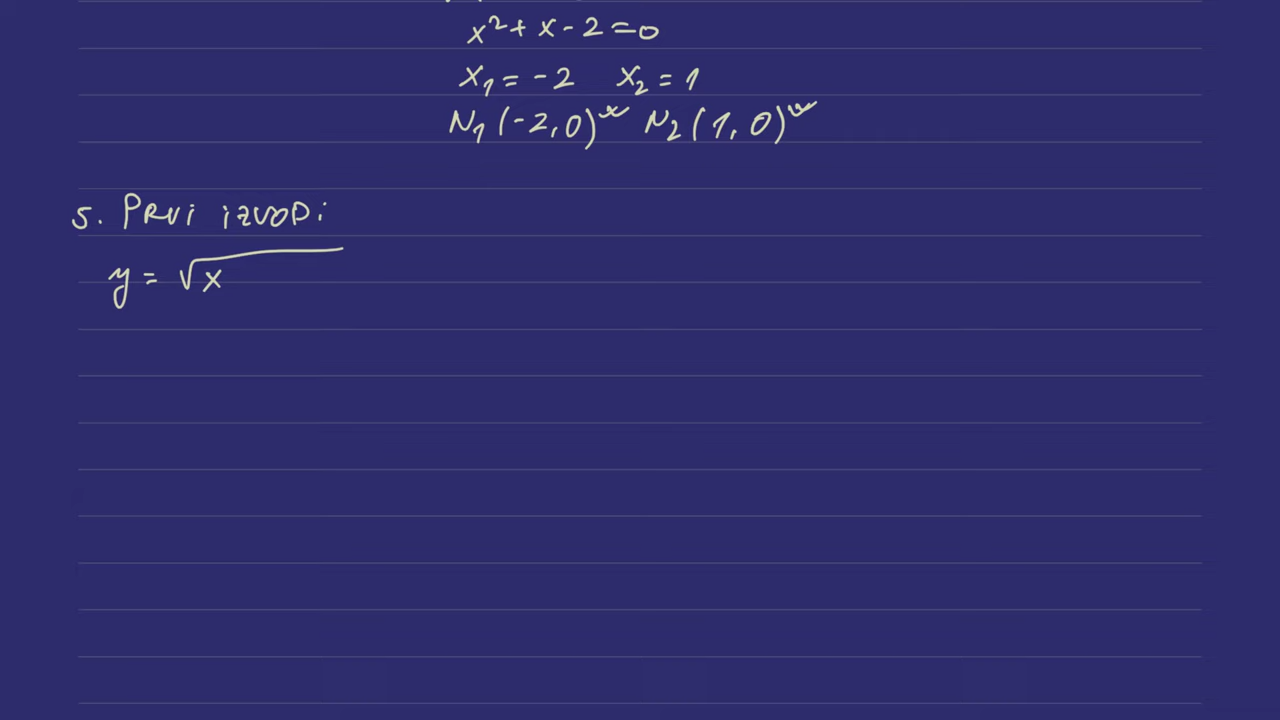 x²+x-2=0
x₁=-2 x₂=1
N₁(-2,0) N₂(1,0)
5. PRVI IZVODI
y=√x